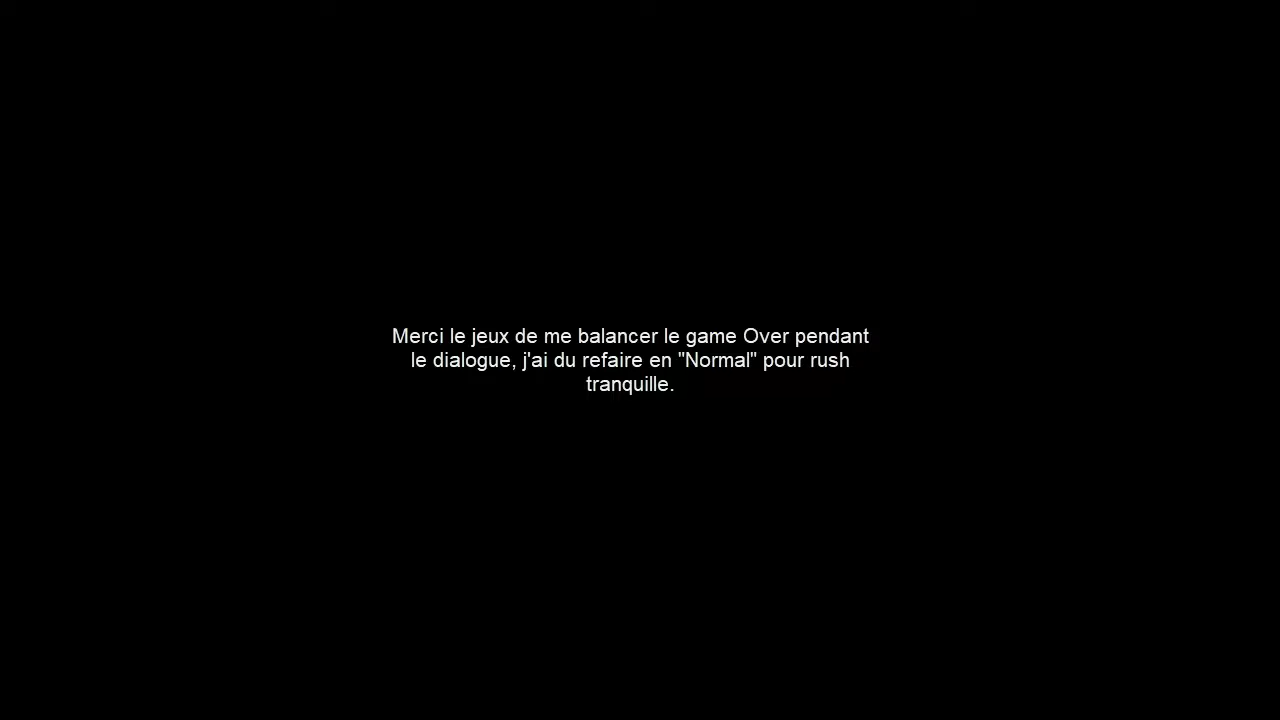 Merci le jeux de me balancer le game Over pendant
le dialogue, j'ai du refaire en "Normal" pour rush
tranquille.